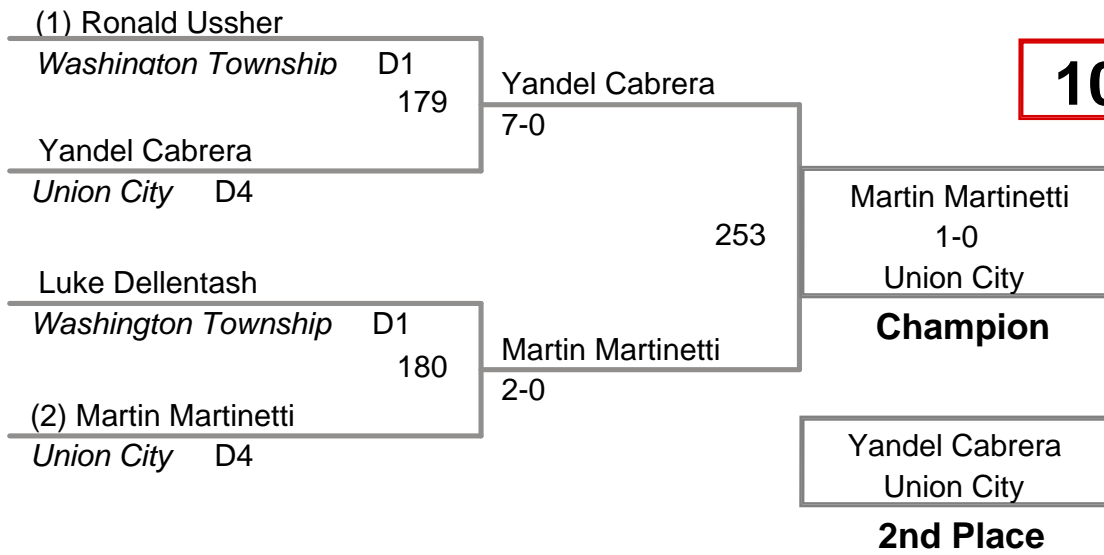 (1) Ronald Ussher
Washington Township D1
179
Yandel Cabrera
Union City D4
Luke Dellentash
Washington Township D1
180
(2) Martin Martinetti
Union City D4
Yandel Cabrera
7-0
253
Martin Martinetti
2-0
10
Martin Martinetti
1-0
Union City
Champion
Yandel Cabrera
Union City
2nd Place